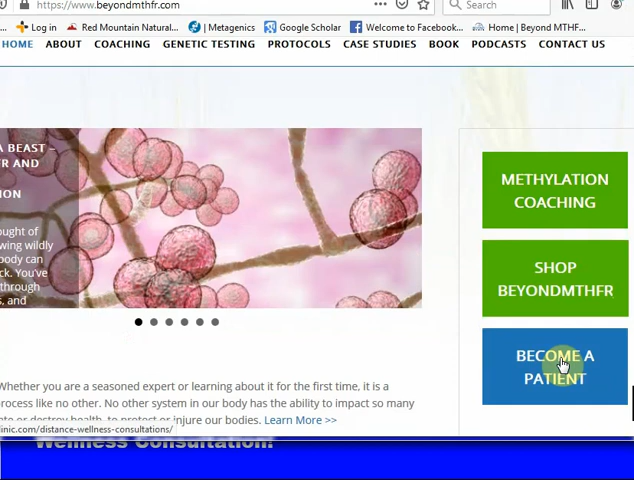 https://www.beyondmthfr.com
Search
Log in
Red Mountain Natural...
| Metagenics
Google Scholar
Welcome to Facebook...
Home | Beyond MTHF...
HOME ABOUT COACHING GENETIC TESTING PROTOCOLS CASE STUDIES BOOK PODCASTS CONTACT US
A BEAST –
FR AND
ION
ought of
wing wildly
body can
ck. You've
through
s, and
METHYLATION
COACHING
SHOP
BEYONDMTHFR
BECOME A
PATIENT
Whether you are a seasoned expert or learning about it for the first time, it is a
process like no other. No other system in our body has the ability to impact so many
ate or destroy health, to protect or injure our bodies. Learn More >>
linic.com/distance-wellness-consultations/
Wellness Consultation!